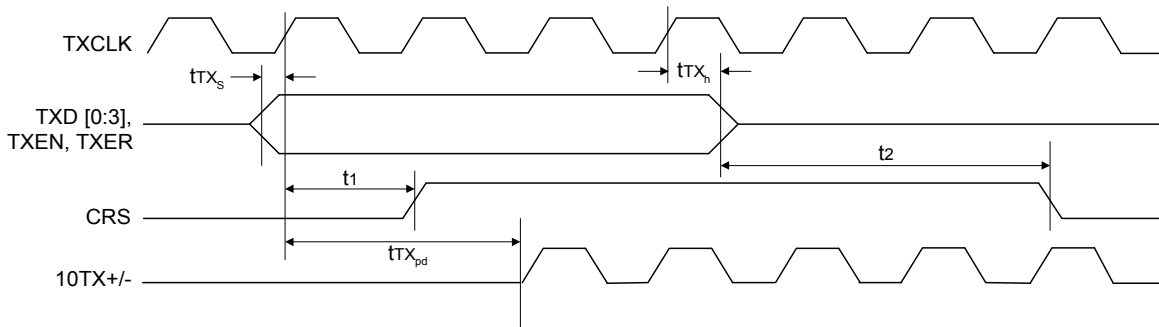 TXCLK
tTXS
tTXh
TXD [0:3],
TXEN, TXER
t1
t2
CRS
tTXpd
10TX+/-